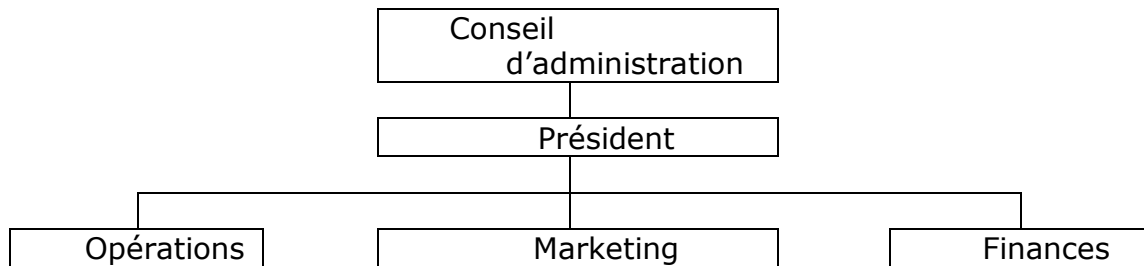 Conseil
d’administration
Président
Opérations
Marketing
Finances